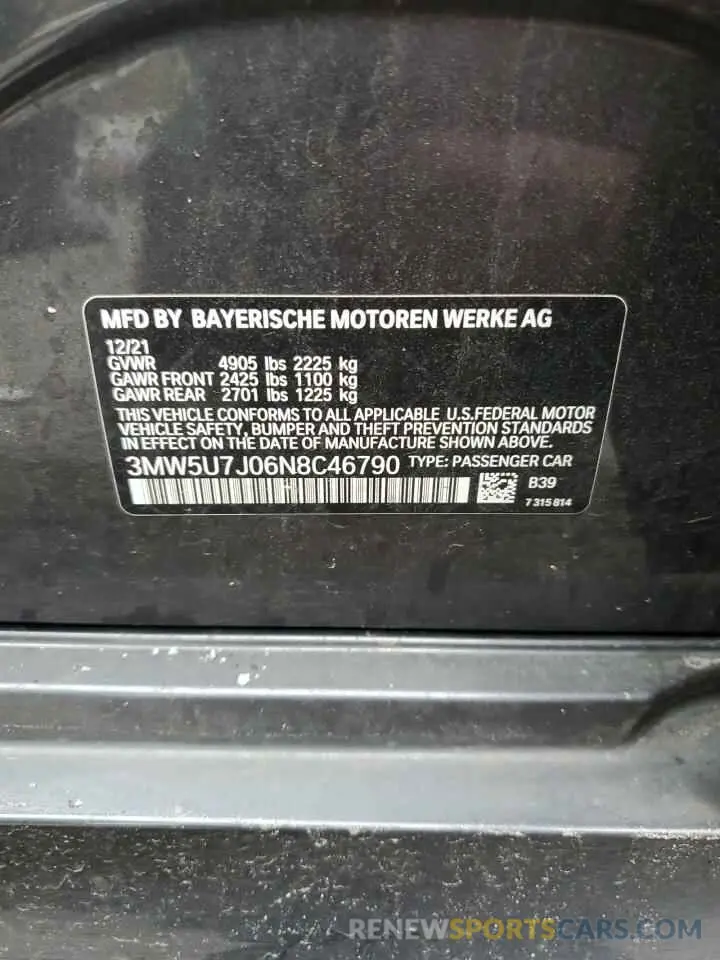 MFD BY BAYERISCHE MOTOREN WERKE AG
12/21
GVWR 4905 lbs 2225 kg
GAWR FRONT 2425 lbs 1100 kg
GAWR REAR 2701 lbs 1225 kg
THIS VEHICLE CONFORMS TO ALL APPLICABLE U.S.FEDERAL MOTOR
VEHICLE SAFETY, BUMPER AND THEFT PREVENTION STANDARDS
IN EFFECT ON THE DATE OF MANUFACTURE SHOWN ABOVE.
3MW5U7J06N8C46790 TYPE: PASSENGER CAR
B39
7 315 814
RENEWSPORTSCARS.COM